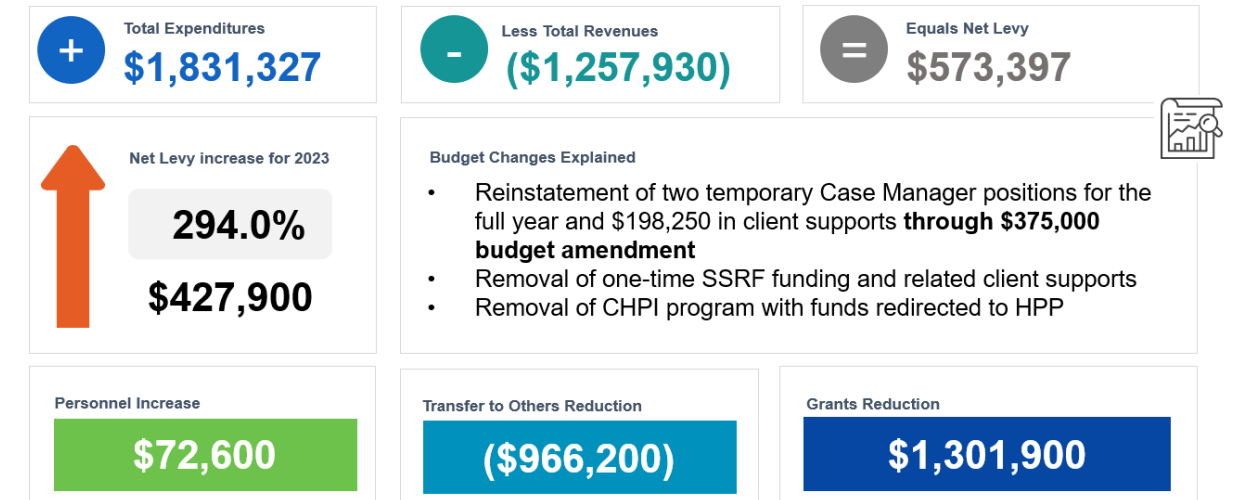 Total Expenditures
+
$1,831,327
Less Total Revenues
-
($1,257,930)
Equals Net Levy
=
$573,397
Net Levy increase for 2023
294.0%
$427,900
Budget Changes Explained
• Reinstatement of two temporary Case Manager positions for the
full year and $198,250 in client supports through $375,000
budget amendment
• Removal of one-time SSRF funding and related client supports
• Removal of CHPI program with funds redirected to HPP
Personnel Increase
$72,600
Transfer to Others Reduction
($966,200)
Grants Reduction
$1,301,900